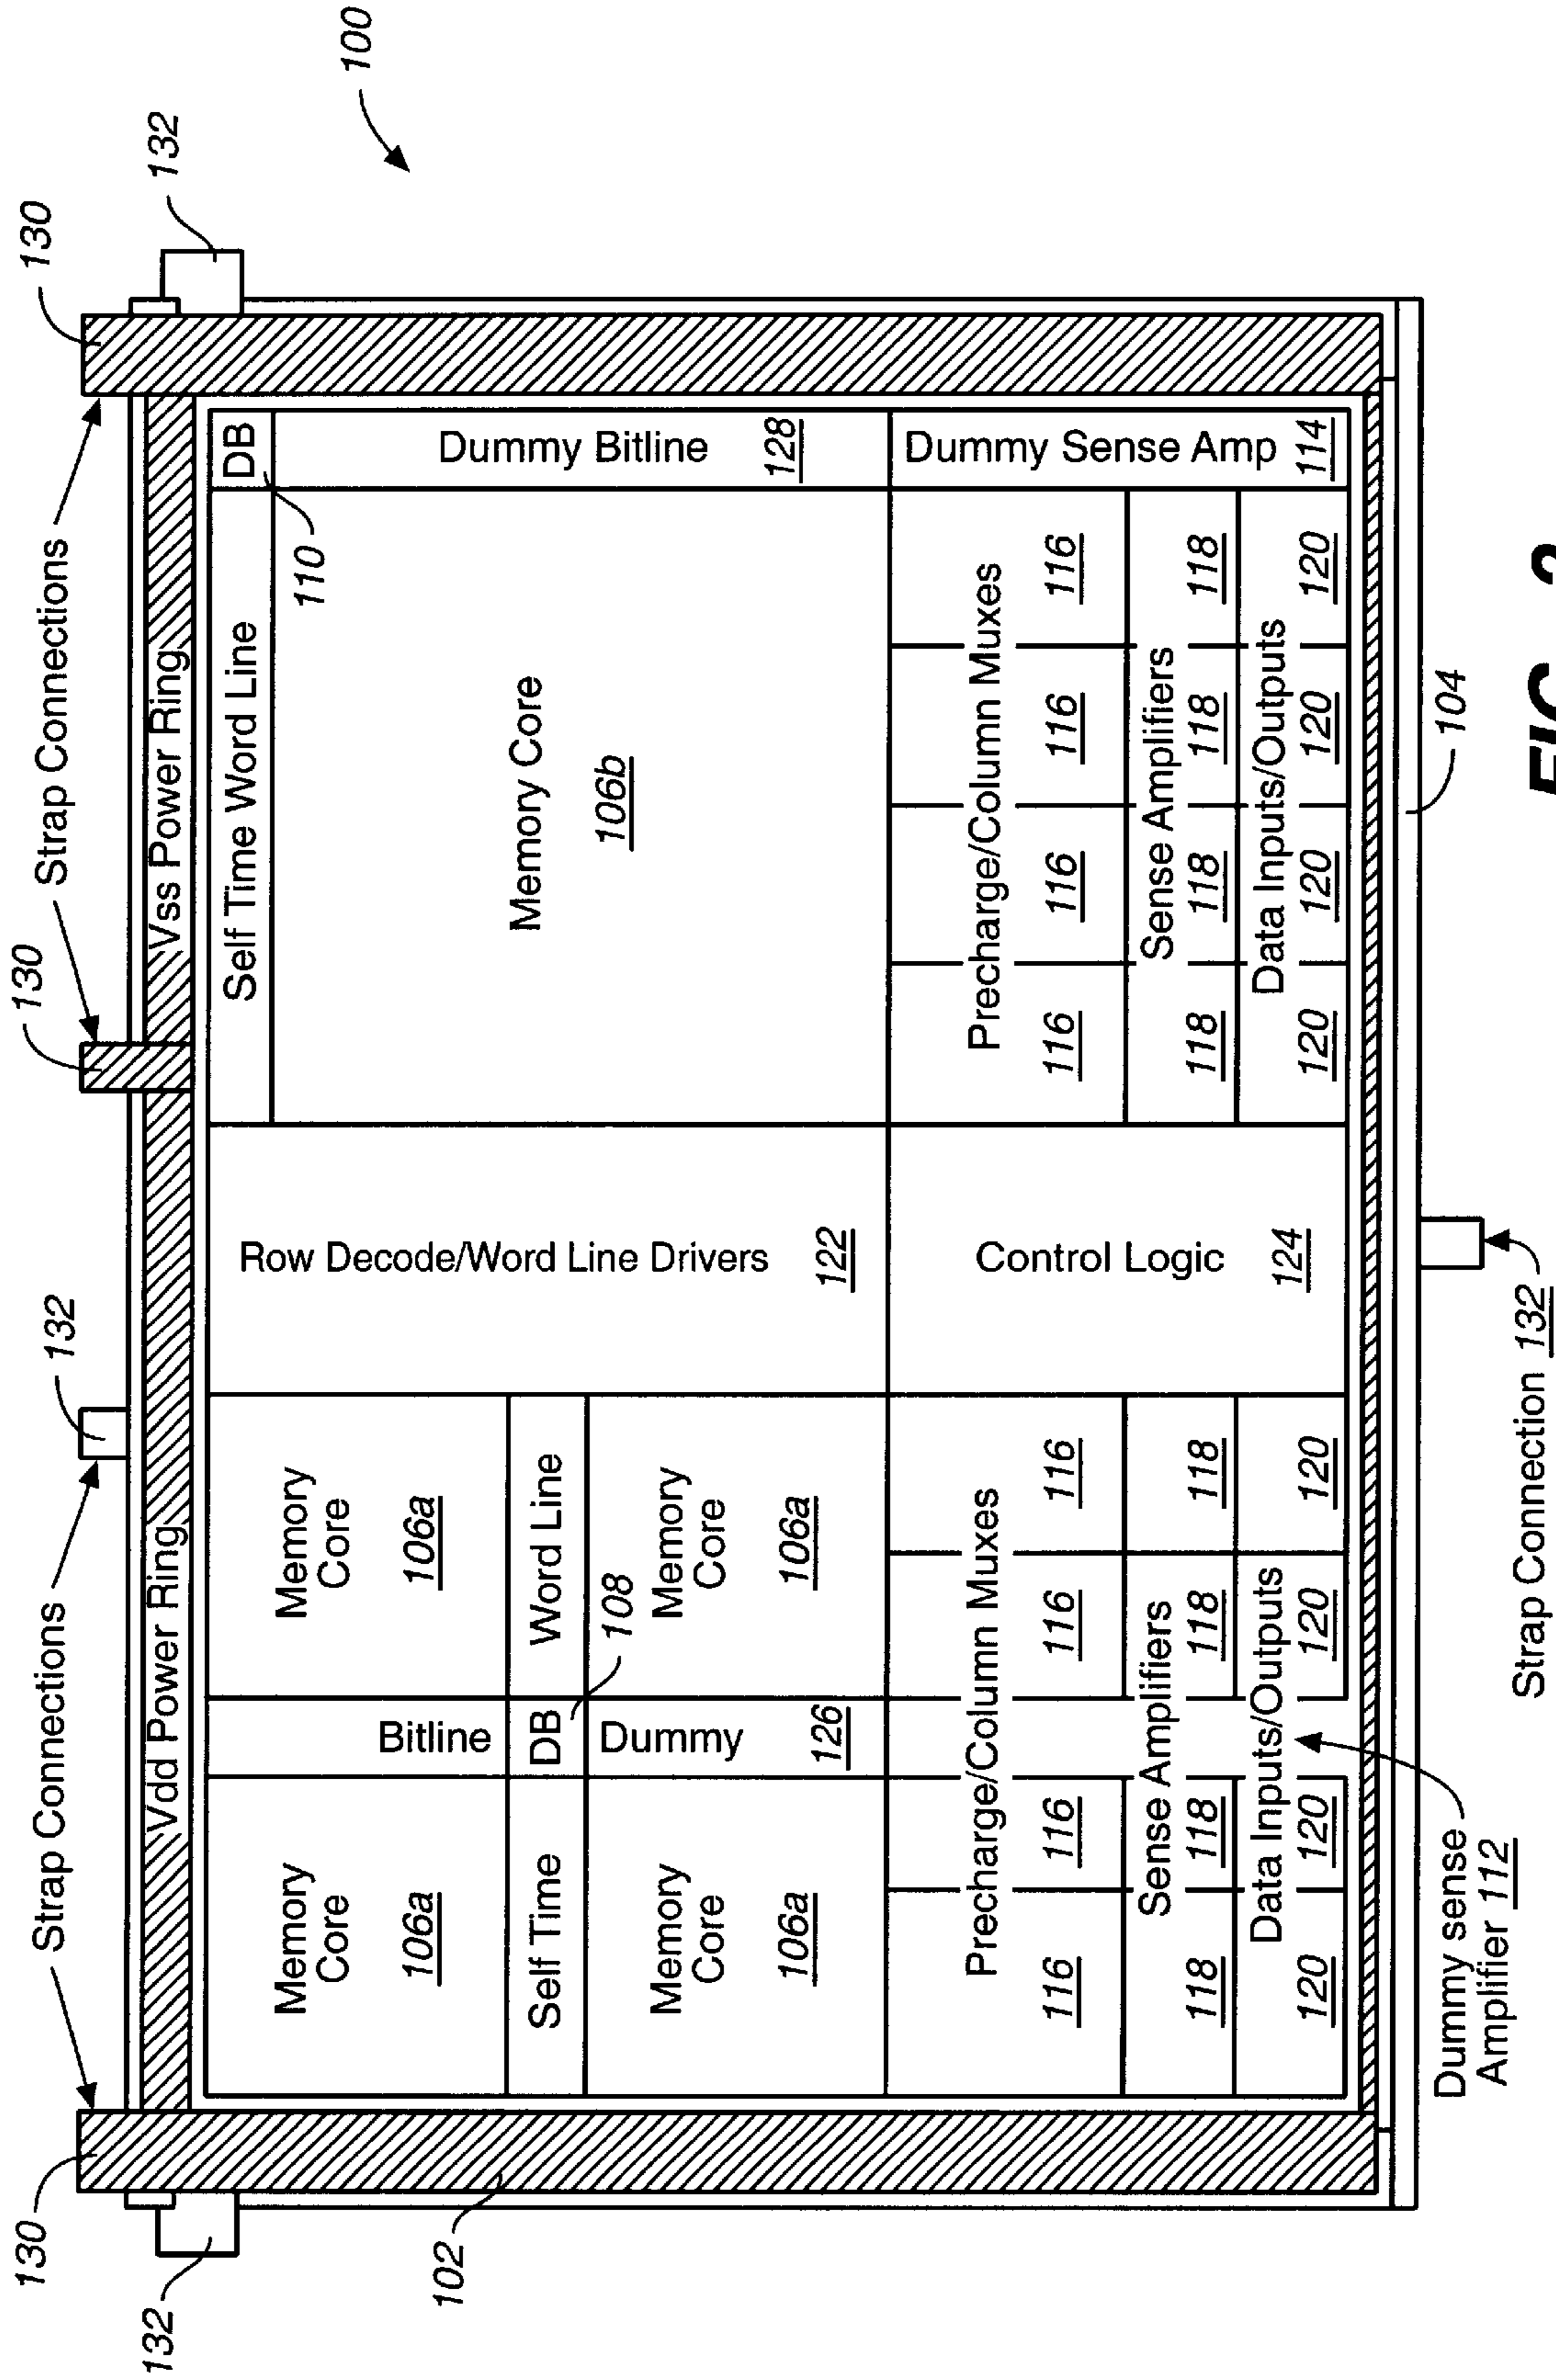 130 130 130
Strap Connections 132 Strap Connections
132 Vdd Power Ring Vss Power Ring 132
100
Self Time Word Line DB
110
Memory Core 106a
Bitline
Memory Core 106a
Row Decode/Word Line Drivers 122
Memory Core 106b
Dummy Bitline 128
102
Self Time DB Word Line
108
Memory Core 106a
Dummy 126
Memory Core 106a
Precharge/Column Muxes
116 116 116
Control Logic 124
Precharge/Column Muxes
116 116 116 116
Dummy Sense Amp 114
116
Sense Amplifiers
118 118 118 118
Sense Amplifiers
118 118 118 118
Data Inputs/Outputs
120 120 120 120
Data Inputs/Outputs
120 120 120 120
104
Dummy sense
Amplifier 112
Strap Connection 132
FIG._